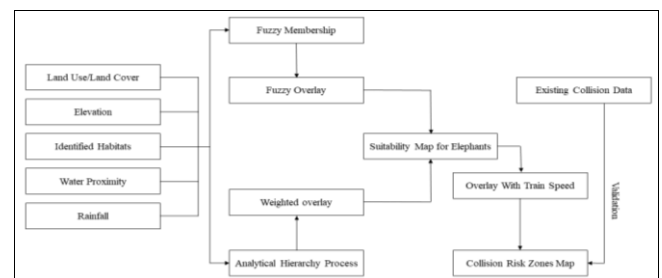 Fuzzy Membership
Land Use/Land Cover
Fuzzy Overlay
Existing Collision Data
Elevation
Identified Habitats
Suitability Map for Elephants
Water Proximity
Overlay With Train Speed
Weighted overlay
Validation
Rainfall
Analytical Hierarchy Process
Collision Risk Zones Map